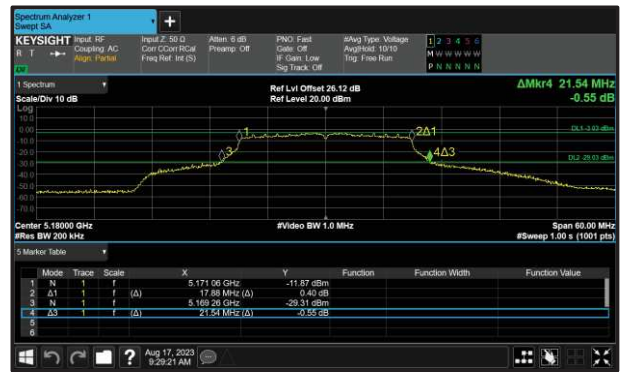 Spectrum Analyzer 1
Swept SA
KEYSIGHT Input: RF Input Z: 50 Ω Atten: 6 dB PNO: Fast #Avg Type: Voltage 1 2 3 4 5 6
R T Coupling: AC Corr CCorr RCal Preamp: Off Gate: Off Avg|Hold: 10/10 M W W W W W
Align: Partial Freq Ref: Int (S) IF Gain: Low Trig: Free Run
Sig Track: Off P N N N N N
1 Spectrum Ref Lvl Offset 26.12 dB ΔMkr4 21.54 MHz
Scale/Div 10 dB Ref Level 20.00 dBm -0.55 dB
Log
10.0
0.00
-10.0
-20.0
-30.0
-40.0
-50.0
-60.0
-70.0
1 2Δ1 DL1 -3.03 dBm
3 4Δ3 DL2 -29.03 dBm
Center 5.18000 GHz #Video BW 1.0 MHz Span 60.00 MHz
#Res BW 200 kHz #Sweep 1.00 s (1001 pts)
5 Marker Table
Mode Trace Scale X Y Function Function Width Function Value
1 N 1 f 5.171 06 GHz -11.87 dBm
2 Δ1 1 f (Δ) 17.88 MHz (Δ) 0.40 dB
3 N 1 f 5.169 26 GHz -29.31 dBm
4 Δ3 1 f (Δ) 21.54 MHz (Δ) -0.55 dB
5
6
? Aug 17, 2023
9:29:21 AM